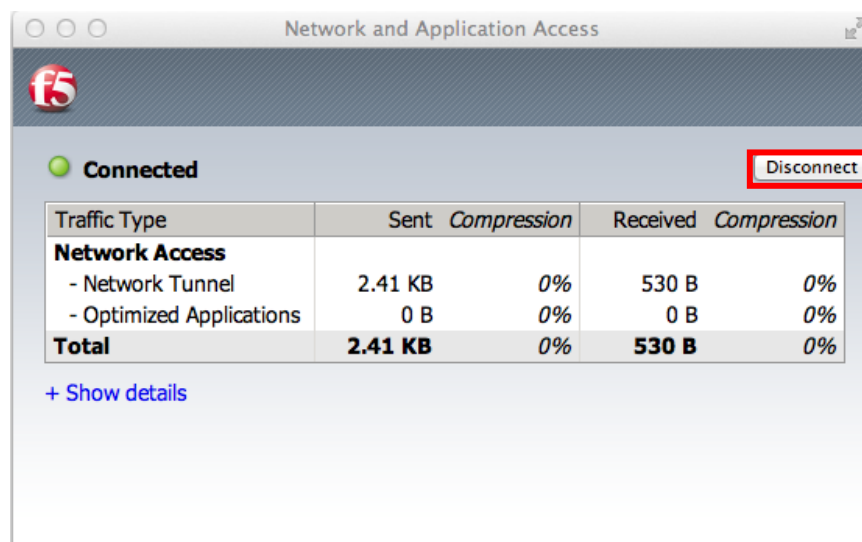 Network and Application Access
f5
Connected
Disconnect
Traffic Type Sent Compression Received Compression
Network Access
- Network Tunnel 2.41 KB 0% 530 B 0%
- Optimized Applications 0 B 0% 0 B 0%
Total 2.41 KB 0% 530 B 0%
+ Show details